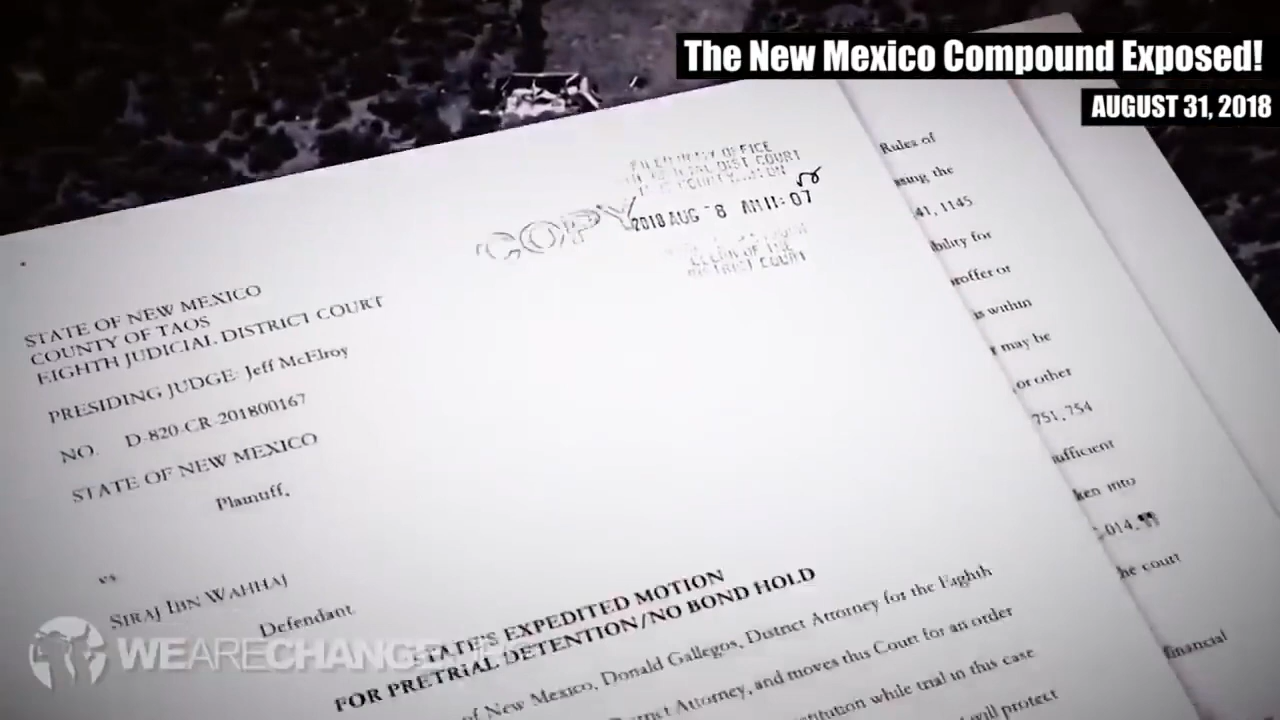 The New Mexico Compound Exposed!
AUGUST 31, 2018
COPY
2018 AUG -8 AM 11:07
CLERK OF THE
DISTRICT COURT
STATE OF NEW MEXICO
COUNTY OF TAOS
EIGHTH JUDICIAL DISTRICT COURT
PRESIDING JUDGE: Jeff McElroy
NO. D-820-CR-201800167
STATE OF NEW MEXICO
Plaintiff,
vs
SIRAJ IBN WAHHAJ
Defendant
STATE'S EXPEDITED MOTION
FOR PRETRIAL DETENTION/NO BOND HOLD
of New Mexico, Donald Gallegos, District Attorney for the Eighth
Attorney, and moves this Court for an order
while trial in this case
will protect
Rules of
the
41, 1145
for
or
within
may be
or other
751, 754
into
014, ¶¶
court
financial
WEARECHANGE